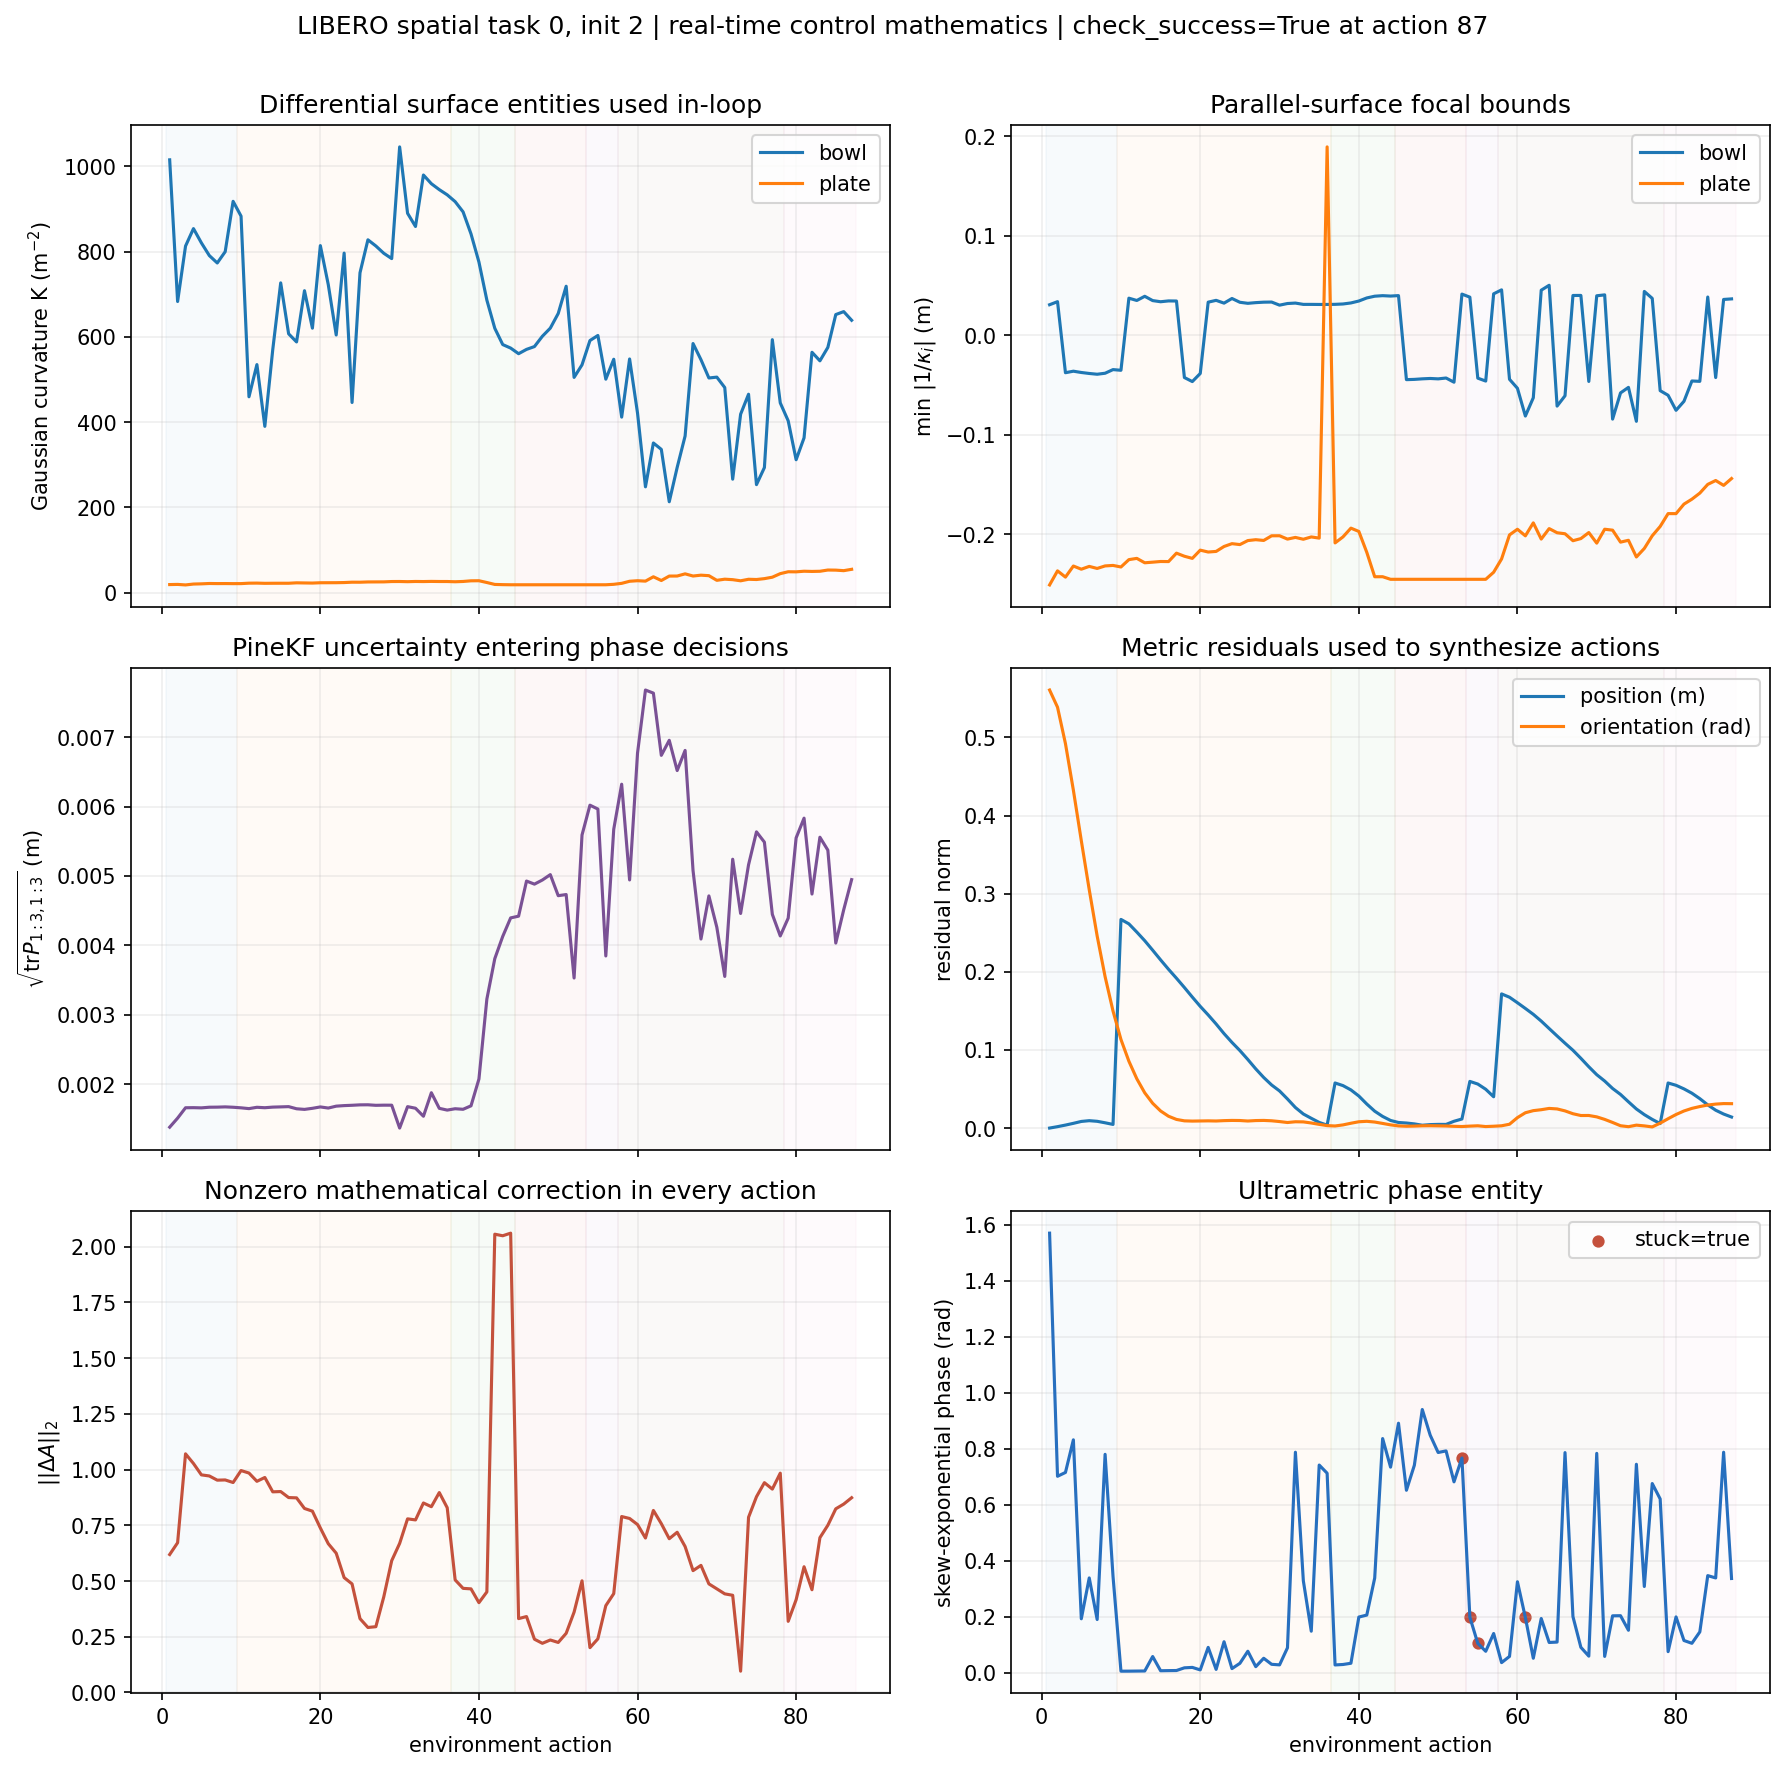 LIBERO spatial task 0, init 2 | real-time control mathematics | check_success=True at action 87
Differential surface entities used in-loop
Gaussian curvature K (m⁻²)
1000
800
600
400
200
0
bowl
plate
Parallel-surface focal bounds
min |1/κᵢ| (m)
0.2
0.1
0.0
−0.1
−0.2
bowl
plate
PineKF uncertainty entering phase decisions
√trP₁:₃,₁:₃ (m)
0.007
0.006
0.005
0.004
0.003
0.002
Metric residuals used to synthesize actions
residual norm
0.5
0.4
0.3
0.2
0.1
0.0
position (m)
orientation (rad)
Nonzero mathematical correction in every action
||ΔA||₂
2.00
1.75
1.50
1.25
1.00
0.75
0.50
0.25
0.00
0 20 40 60 80
environment action
Ultrametric phase entity
skew-exponential phase (rad)
1.6
1.4
1.2
1.0
0.8
0.6
0.4
0.2
0.0
stuck=true
0 20 40 60 80
environment action